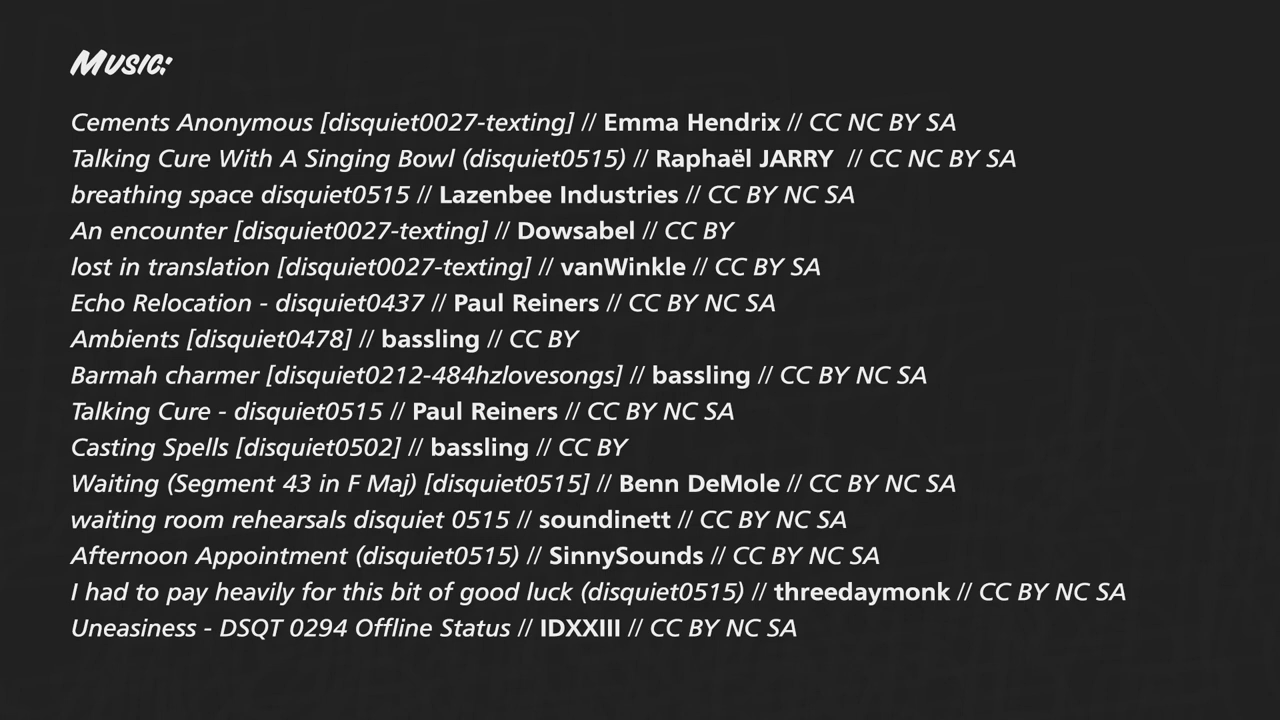 Music:
Cements Anonymous [disquiet0027-texting] // Emma Hendrix // CC NC BY SA
Talking Cure With A Singing Bowl (disquiet0515) // Raphaël JARRY // CC NC BY SA
breathing space disquiet0515 // Lazenbee Industries // CC BY NC SA
An encounter [disquiet0027-texting] // Dowsabel // CC BY
lost in translation [disquiet0027-texting] // vanWinkle // CC BY SA
Echo Relocation - disquiet0437 // Paul Reiners // CC BY NC SA
Ambients [disquiet0478] // bassling // CC BY
Barmah charmer [disquiet0212-484hzlovesongs] // bassling // CC BY NC SA
Talking Cure - disquiet0515 // Paul Reiners // CC BY NC SA
Casting Spells [disquiet0502] // bassling // CC BY
Waiting (Segment 43 in F Maj) [disquiet0515] // Benn DeMole // CC BY NC SA
waiting room rehearsals disquiet 0515 // soundinett // CC BY NC SA
Afternoon Appointment (disquiet0515) // SinnySounds // CC BY NC SA
I had to pay heavily for this bit of good luck (disquiet0515) // threedaymonk // CC BY NC SA
Uneasiness - DSQT 0294 Offline Status // IDXXIII // CC BY NC SA